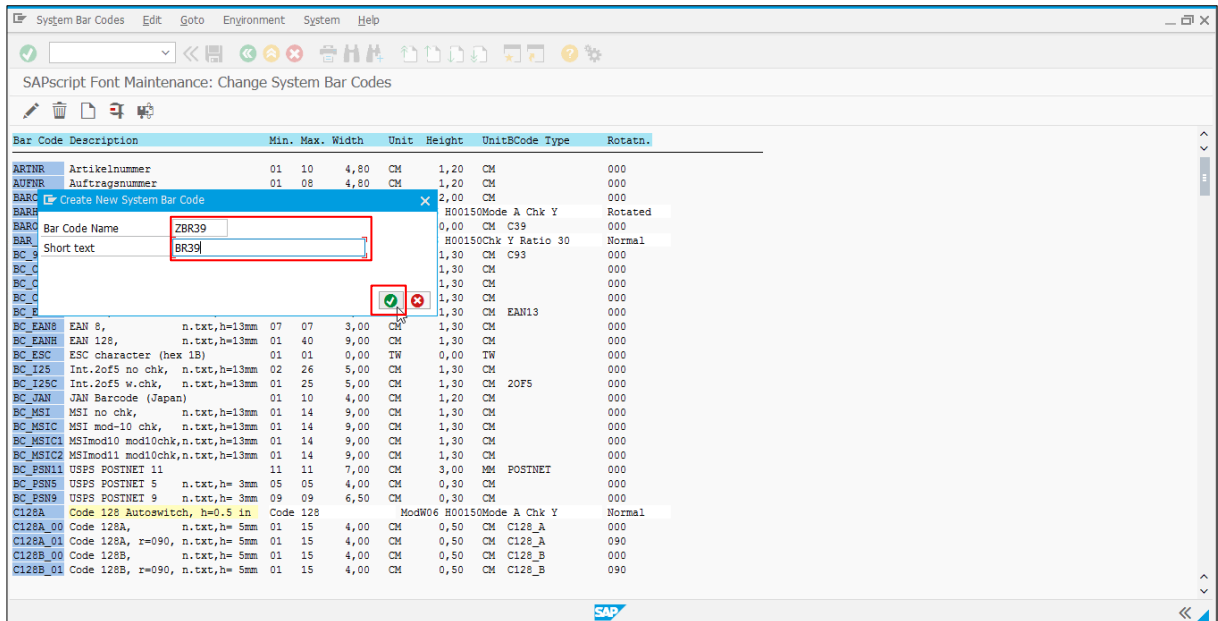 System Bar Codes Edit Goto Environment System Help
SAPscript Font Maintenance: Change System Bar Codes
Bar Code Description Min. Max. Width Unit Height UnitBCode Type Rotatn.
ARTNR Artikelnummer 01 10 4,80 CM 1,20 CM 000
AUFNR Auftragsnummer 01 08 4,80 CM 1,20 CM 000
BARC 2,00 CM 000
Create New System Bar Code
BARH H00150Mode A Chk Y Rotated
BARC 0,00 CM C39 000
Bar Code Name ZBR39
BAR_ H00150Chk Y Ratio 30 Normal
Short text BR39
BC_9 1,30 CM C93 000
BC_C 1,30 CM 000
BC_C 1,30 CM 000
BC_C 1,30 CM 000
BC_E 1,30 CM EAN13 000
BC_EAN8 EAN 8, n.txt,h=13mm 07 07 3,00 CM 1,30 CM 000
BC_EANH EAN 128, n.txt,h=13mm 01 40 9,00 CM 1,30 CM 000
BC_ESC ESC character (hex 1B) 01 01 0,00 TW 0,00 TW 000
BC_I25 Int.2of5 no chk, n.txt,h=13mm 02 26 5,00 CM 1,30 CM 000
BC_I25C Int.2of5 w.chk, n.txt,h=13mm 01 25 5,00 CM 1,30 CM 2OF5 000
BC_JAN JAN Barcode (Japan) 01 10 4,00 CM 1,20 CM 000
BC_MSI MSI no chk, n.txt,h=13mm 01 14 9,00 CM 1,30 CM 000
BC_MSIC MSI mod-10 chk, n.txt,h=13mm 01 14 9,00 CM 1,30 CM 000
BC_MSIC1 MSImod10 mod10chk,n.txt,h=13mm 01 14 9,00 CM 1,30 CM 000
BC_MSIC2 MSImod11 mod10chk,n.txt,h=13mm 01 14 9,00 CM 1,30 CM 000
BC_PSN11 USPS POSTNET 11 11 11 7,00 CM 3,00 MM POSTNET 000
BC_PSN5 USPS POSTNET 5 n.txt,h= 3mm 05 05 4,00 CM 0,30 CM 000
BC_PSN9 USPS POSTNET 9 n.txt,h= 3mm 09 09 6,50 CM 0,30 CM 000
C128A Code 128 Autoswitch, h=0.5 in Code 128 ModW06 H00150Mode A Chk Y Normal
C128A_00 Code 128A, n.txt,h= 5mm 01 15 4,00 CM 0,50 CM C128_A 000
C128A_01 Code 128A, r=090, n.txt,h= 5mm 01 15 4,00 CM 0,50 CM C128_A 090
C128B_00 Code 128B, n.txt,h= 5mm 01 15 4,00 CM 0,50 CM C128_B 000
C128B_01 Code 128B, r=090, n.txt,h= 5mm 01 15 4,00 CM 0,50 CM C128_B 090
SAP